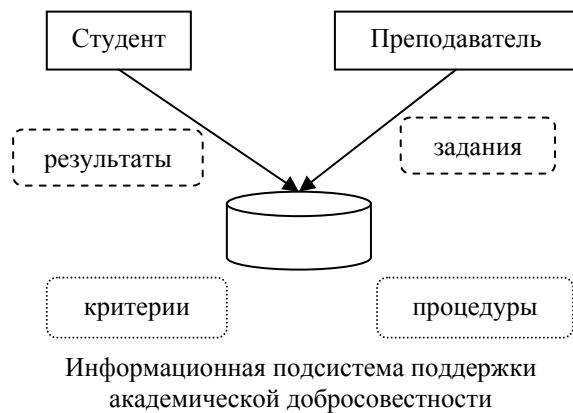 Студент
Преподаватель
результаты
задания
критерии
процедуры
Информационная подсистема поддержки
академической добросовестности